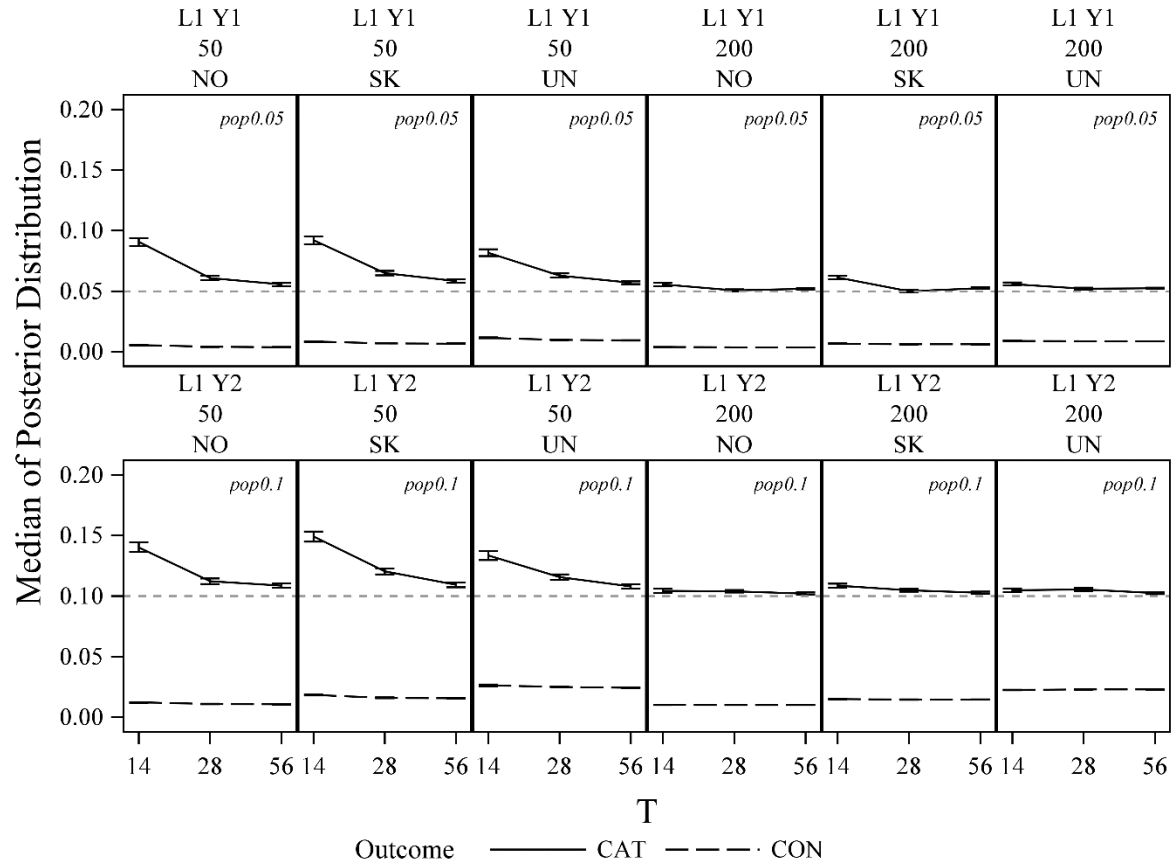 L1 Y1 L1 Y1 L1 Y1 L1 Y1 L1 Y1 L1 Y1
50 50 50 200 200 200
NO SK UN NO SK UN
0.20
pop0.05 pop0.05 pop0.05 pop0.05 pop0.05 pop0.05
0.15
0.10
0.05
0.00
L1 Y2 L1 Y2 L1 Y2 L1 Y2 L1 Y2 L1 Y2
50 50 50 200 200 200
NO SK UN NO SK UN
0.20
pop0.1 pop0.1 pop0.1 pop0.1 pop0.1 pop0.1
0.15
0.10
0.05
0.00
Median of Posterior Distribution
14 28 56 14 28 56 14 28 56 14 28 56 14 28 56 14 28 56
T
Outcome CAT CON